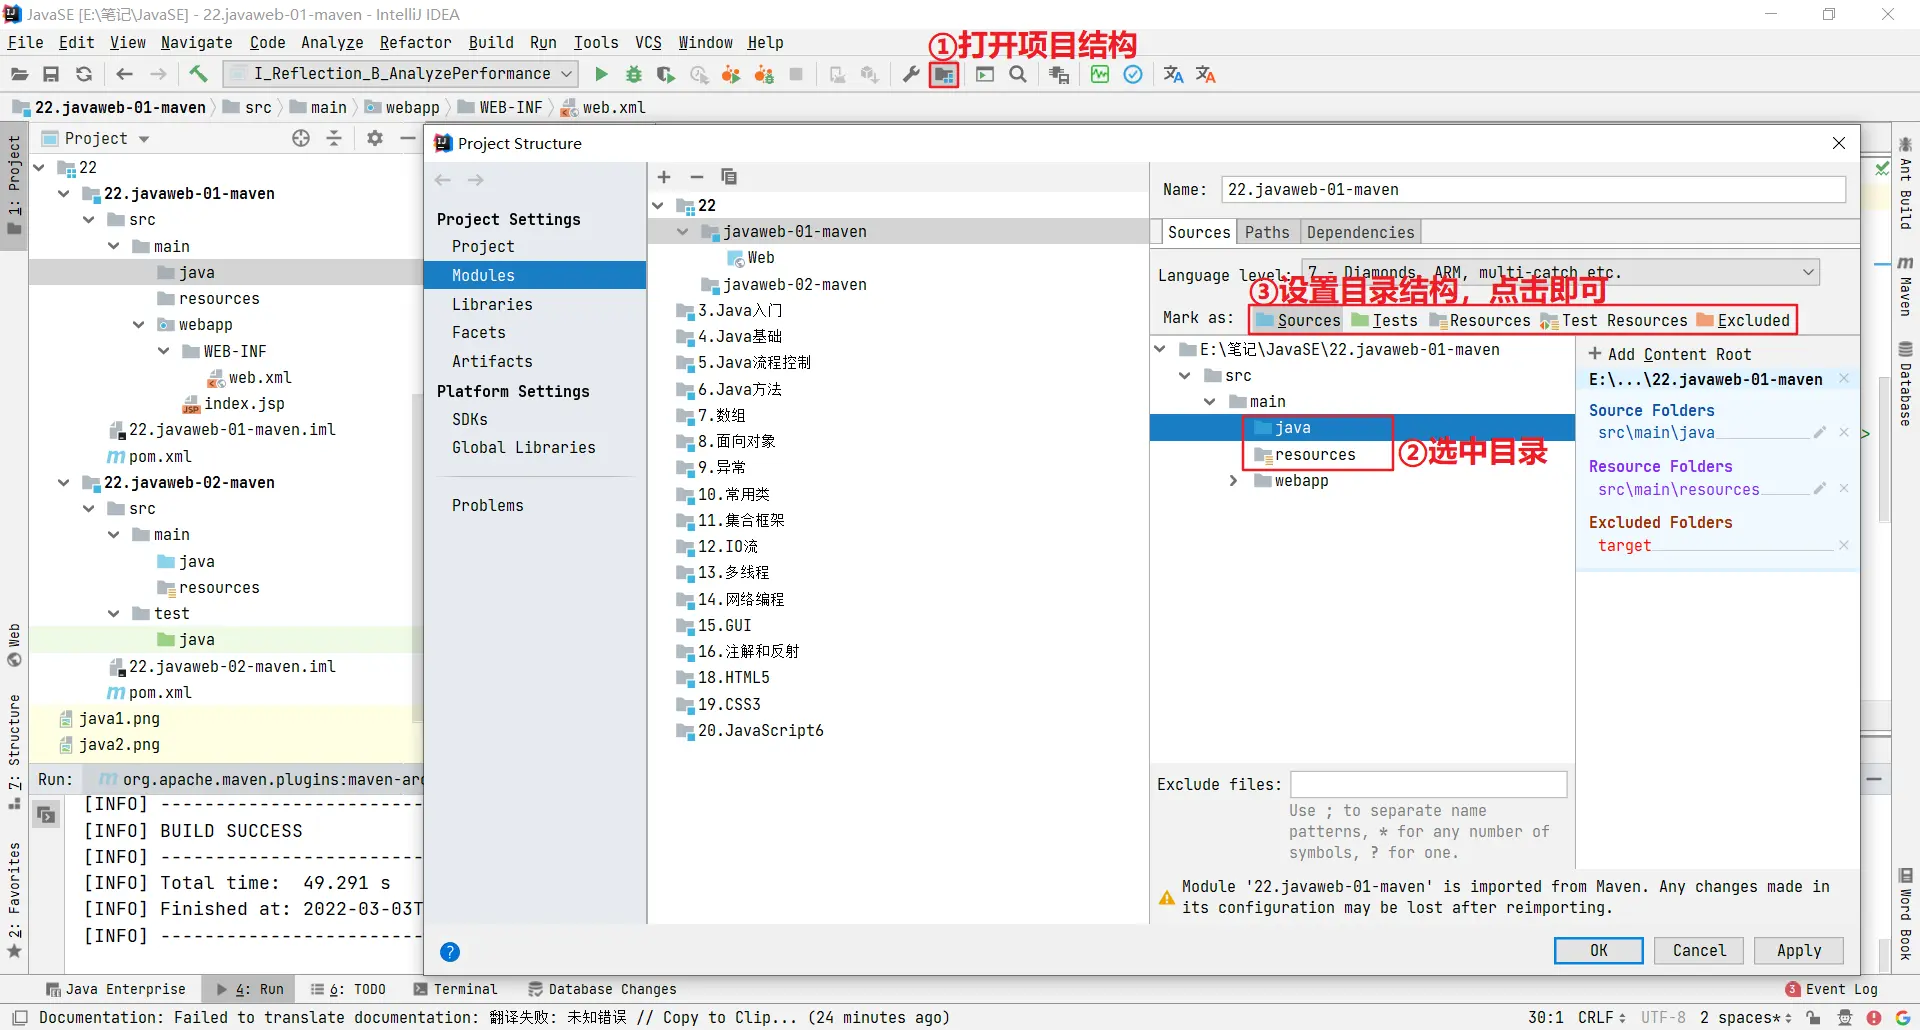 JavaSE [E:\笔记\JavaSE] - 22.javaweb-01-maven - IntelliJ IDEA
File Edit View Navigate Code Analyze Refactor Build Run Tools VCS Window Help
①打开项目结构
I_Reflection_B_AnalyzePerformance
22.javaweb-01-maven src main webapp WEB-INF web.xml
1: Project
Web
7: Structure
2: Favorites
Project
22
22.javaweb-01-maven
src
main
java
resources
webapp
WEB-INF
web.xml
index.jsp
22.javaweb-01-maven.iml
pom.xml
22.javaweb-02-maven
src
main
java
resources
test
java
22.javaweb-02-maven.iml
pom.xml
java1.png
java2.png
Project Structure
Project Settings
Project
Modules
Libraries
Facets
Artifacts
Platform Settings
SDKs
Global Libraries
Problems
22
javaweb-01-maven
Web
javaweb-02-maven
3.Java入门
4.Java基础
5.Java流程控制
6.Java方法
7.数组
8.面向对象
9.异常
10.常用类
11.集合框架
12.IO流
13.多线程
14.网络编程
15.GUI
16.注解和反射
18.HTML5
19.CSS3
20.JavaScript6
Name: 22.javaweb-01-maven
Sources Paths Dependencies
Language level: 7 - Diamonds, ARM, multi-catch etc.
③设置目录结构，点击即可
Mark as: Sources Tests Resources Test Resources Excluded
E:\笔记\JavaSE\22.javaweb-01-maven
src
main
java
resources
②选中目录
webapp
+ Add Content Root
E:\...\22.javaweb-01-maven
Source Folders
src\main\java
Resource Folders
src\main\resources
Excluded Folders
target
Exclude files:
Use ; to separate name
patterns, * for any number of
symbols, ? for one.
Module '22.javaweb-01-maven' is imported from Maven. Any changes made in
its configuration may be lost after reimporting.
OK Cancel Apply
Ant Build
Maven
Database
Word Book
Run: org.apache.maven.plugins:maven-arc
[INFO] ------------------------
[INFO] BUILD SUCCESS
[INFO] ------------------------
[INFO] Total time:  49.291 s
[INFO] Finished at: 2022-03-03T
[INFO] ------------------------
Java Enterprise 4: Run 6: TODO Terminal Database Changes 3 Event Log
Documentation: Failed to translate documentation: 翻译失败: 未知错误 // Copy to Clip... (24 minutes ago) 30:1 CRLF UTF-8 2 spaces*